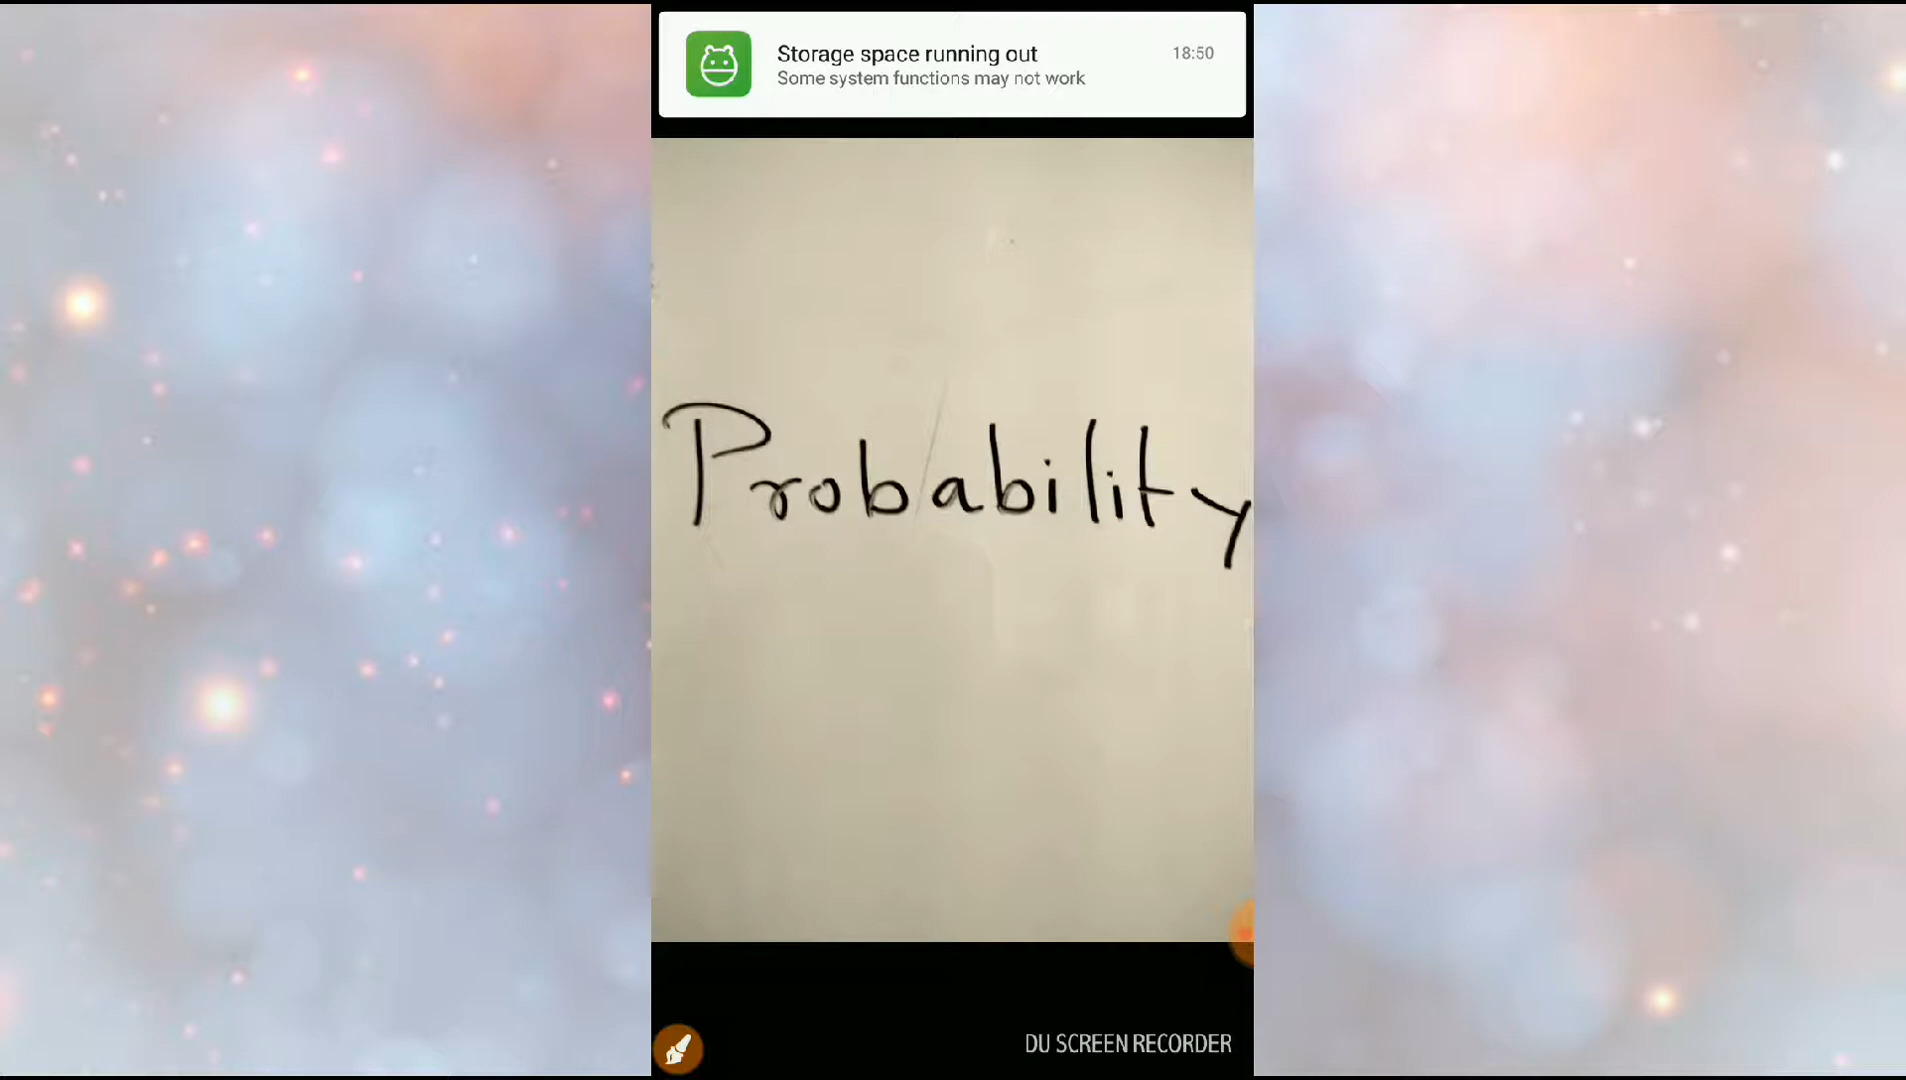 Storage space running out 18:50
Some system functions may not work
Probability
DU SCREEN RECORDER